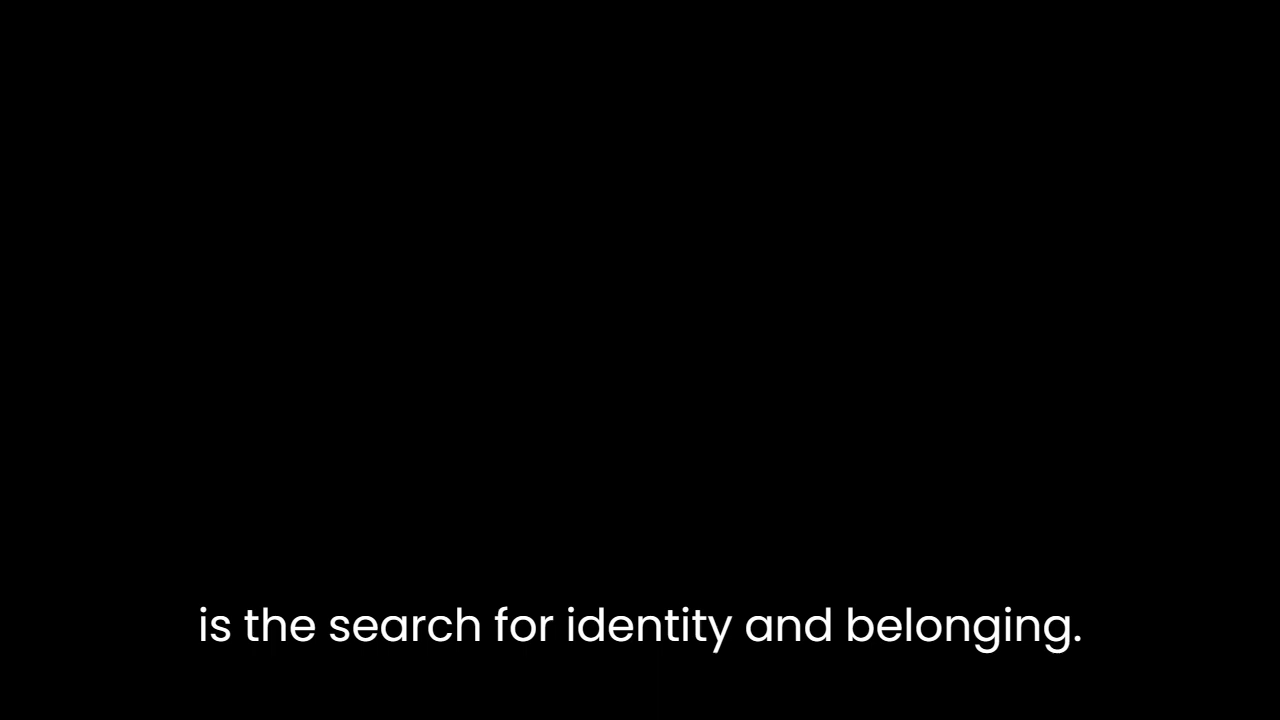 is the search for identity and belonging.